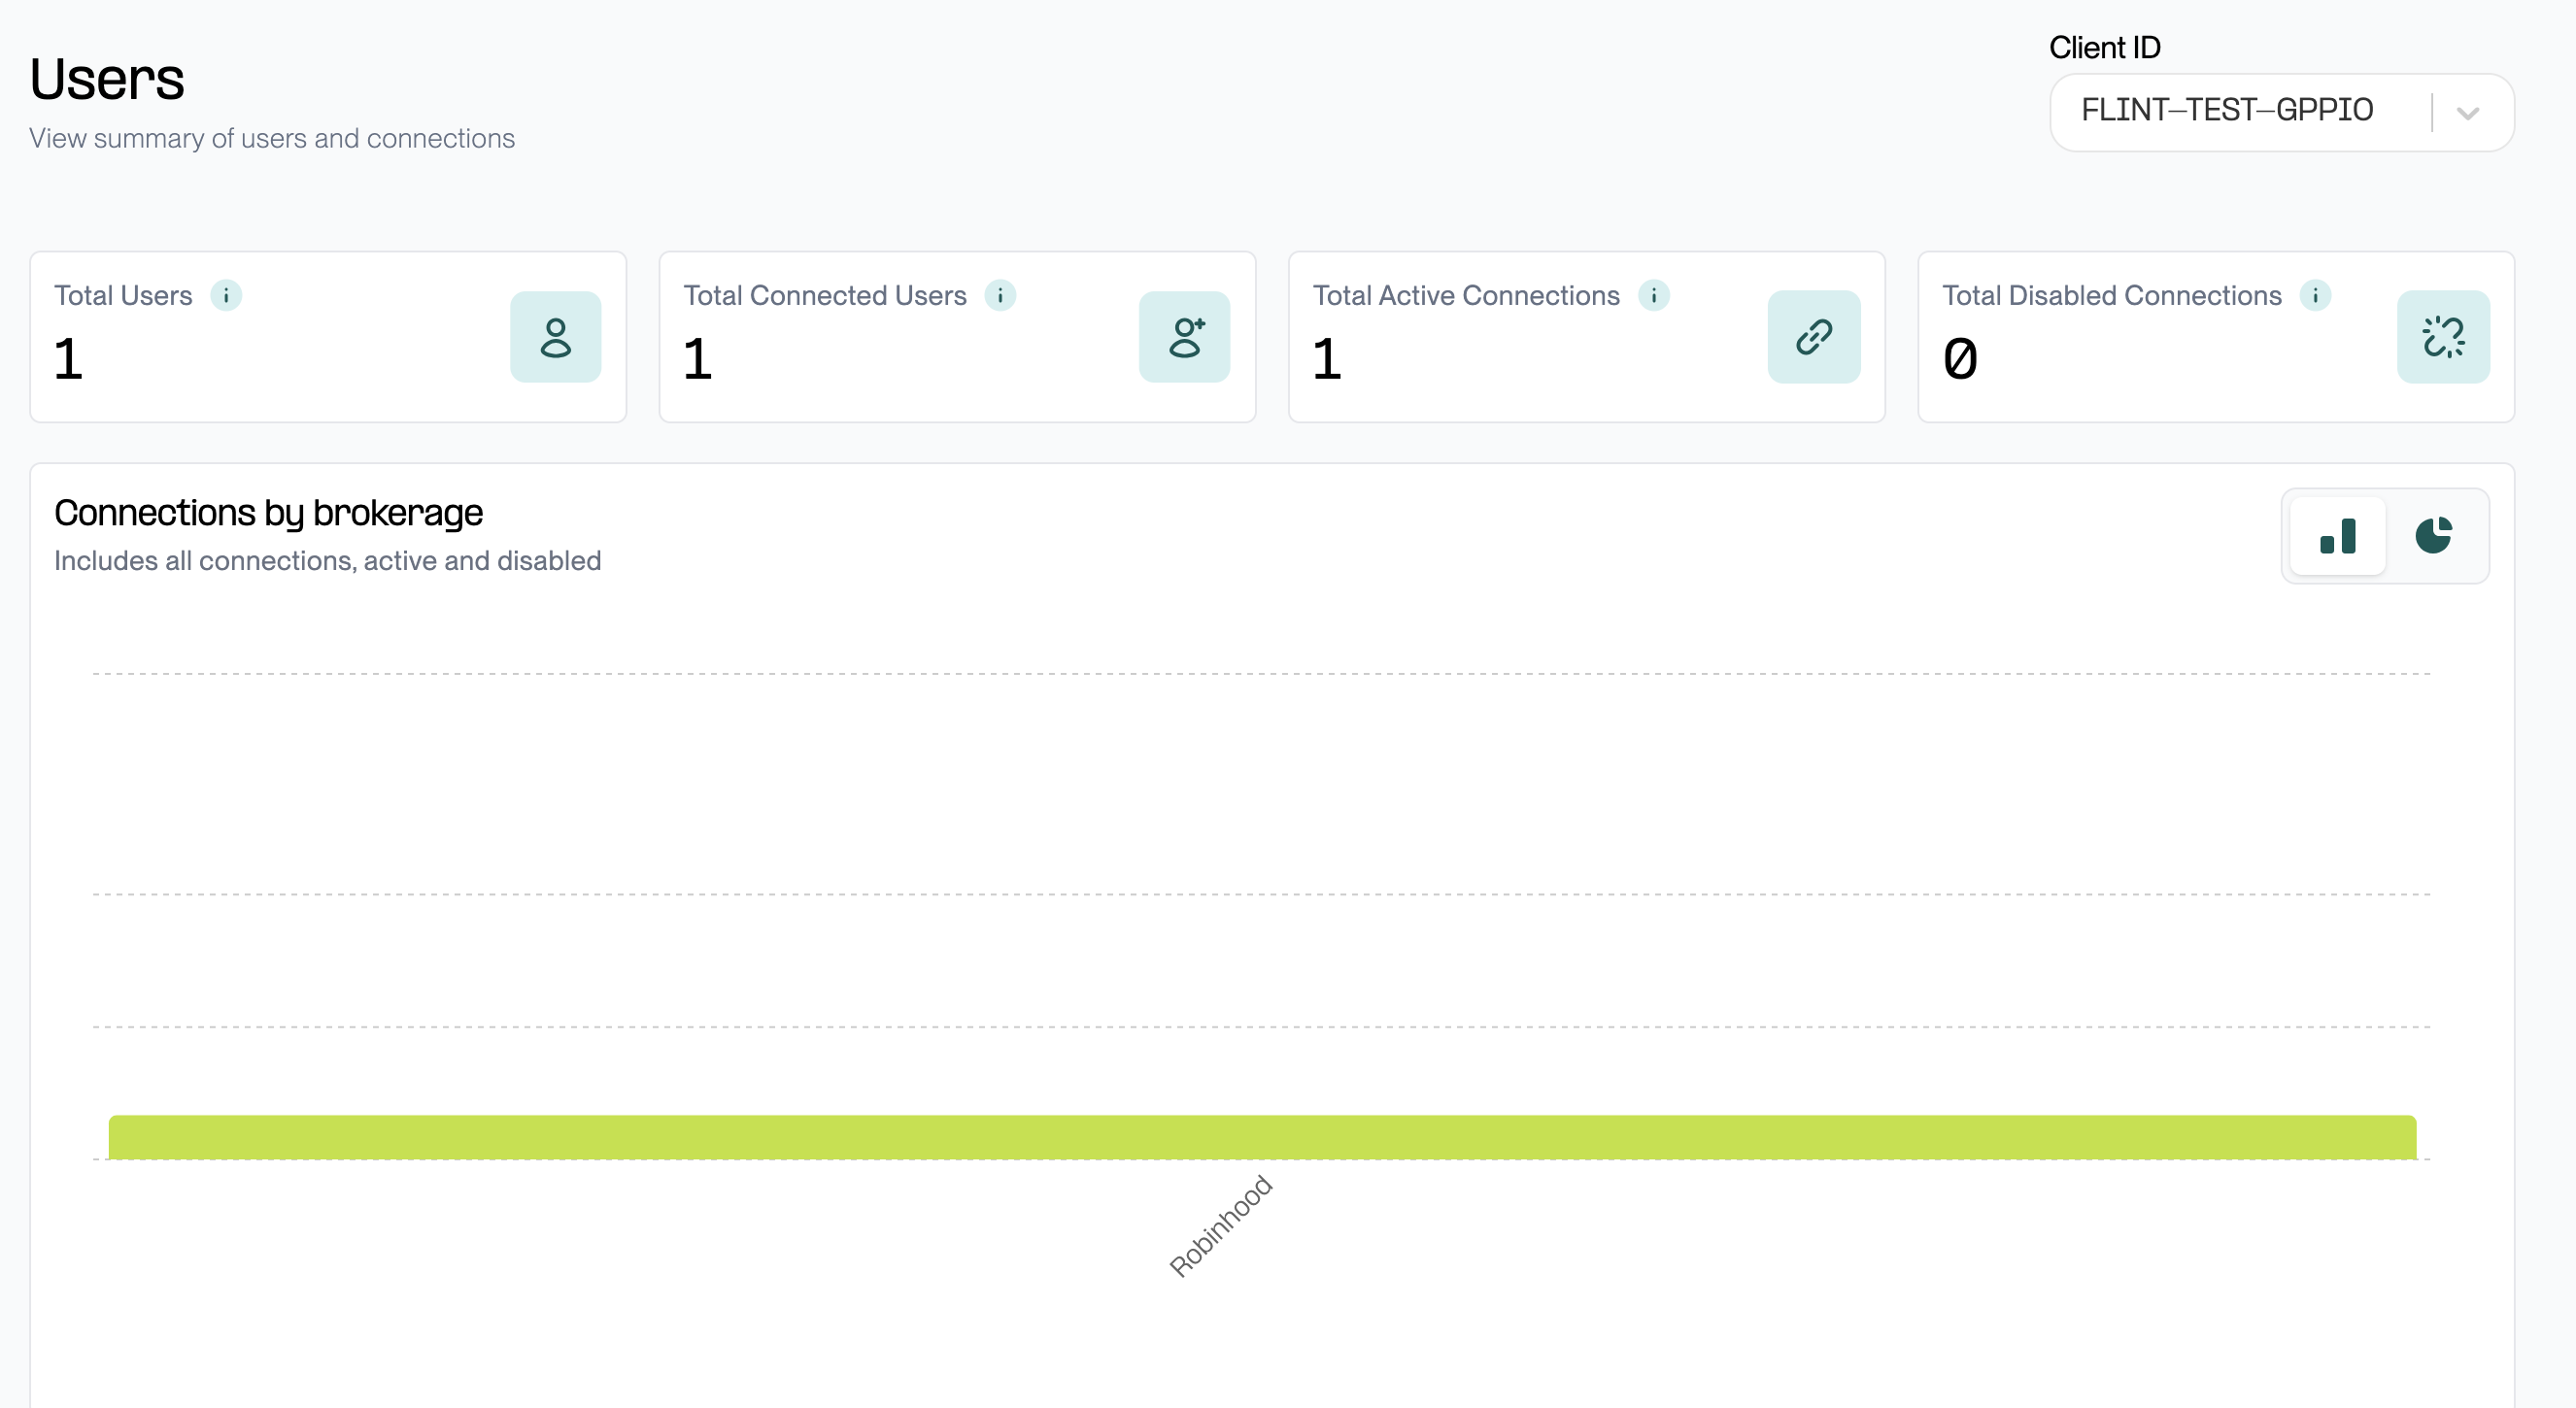 Users
View summary of users and connections
Client ID
FLINT-TEST-GPPIO
Total Users
1
Total Connected Users
1
Total Active Connections
1
Total Disabled Connections
0
Connections by brokerage
Includes all connections, active and disabled
Robinhood